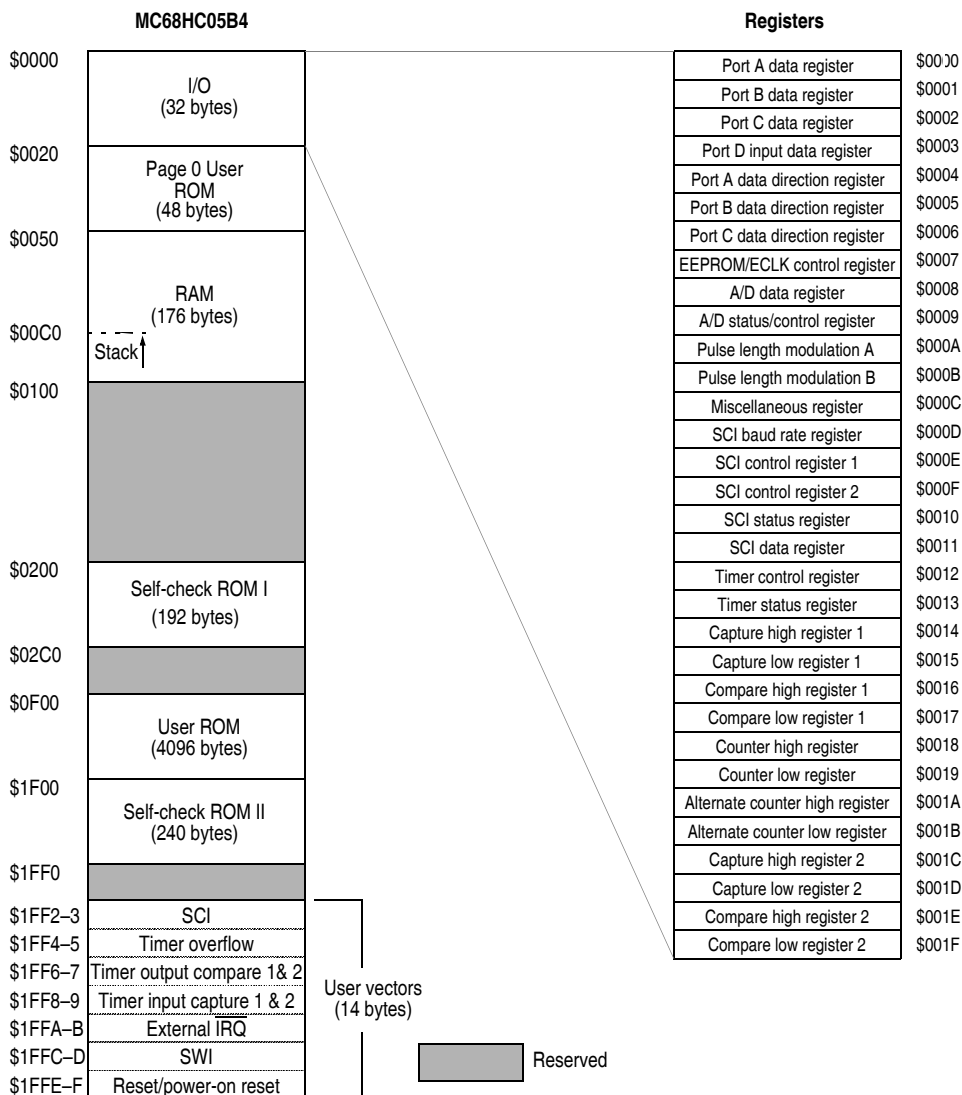 MC68HC05B4
Registers
$0000
I/O
(32 bytes)
$0020
Page 0 User
ROM
(48 bytes)
$0050
RAM
(176 bytes)
$00C0
Stack
$0100
$0200
Self-check ROM I
(192 bytes)
$02C0
$0F00
User ROM
(4096 bytes)
$1F00
Self-check ROM II
(240 bytes)
$1FF0
$1FF2–3 SCI
$1FF4–5 Timer overflow
$1FF6–7 Timer output compare 1& 2
$1FF8–9 Timer input capture 1 & 2
$1FFA–B External IRQ
$1FFC–D SWI
$1FFE–F Reset/power-on reset
User vectors
(14 bytes)
Reserved
Port A data register $0000
Port B data register $0001
Port C data register $0002
Port D input data register $0003
Port A data direction register $0004
Port B data direction register $0005
Port C data direction register $0006
EEPROM/ECLK control register $0007
A/D data register $0008
A/D status/control register $0009
Pulse length modulation A $000A
Pulse length modulation B $000B
Miscellaneous register $000C
SCI baud rate register $000D
SCI control register 1 $000E
SCI control register 2 $000F
SCI status register $0010
SCI data register $0011
Timer control register $0012
Timer status register $0013
Capture high register 1 $0014
Capture low register 1 $0015
Compare high register 1 $0016
Compare low register 1 $0017
Counter high register $0018
Counter low register $0019
Alternate counter high register $001A
Alternate counter low register $001B
Capture high register 2 $001C
Capture low register 2 $001D
Compare high register 2 $001E
Compare low register 2 $001F